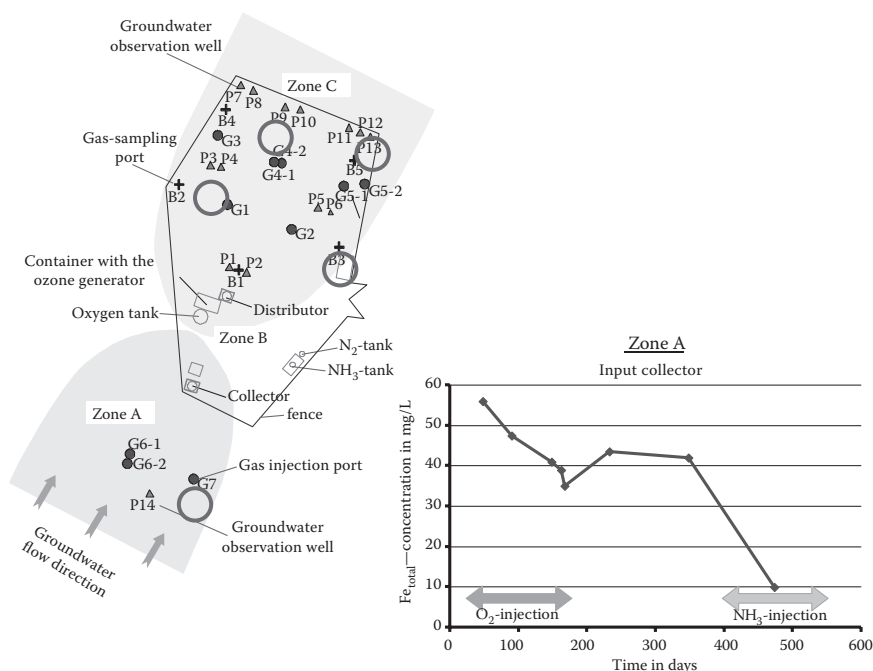 Groundwater
observation well
Zone C
P7
P8
B4
P9
P10
P12
P11
P13
G3
Gas-sampling
port
P3 P4
G4-2
G4-1
B5
B2
G5-1
G5-2
G1
P5
P6
G2
P1
P2
B1
B3
Container with the
ozone generator
Oxygen tank
Distributor
Zone B
N2-tank
NH3-tank
Collector
fence
Zone A
G6-1
G6-2
Gas injection port
G7
P14
Groundwater
observation well
Groundwater
flow direction
Zone A
Input collector
Fetotal—concentration in mg/L
60
50
40
30
20
10
0
O2-injection
NH3-injection
0 100 200 300 400 500 600
Time in days